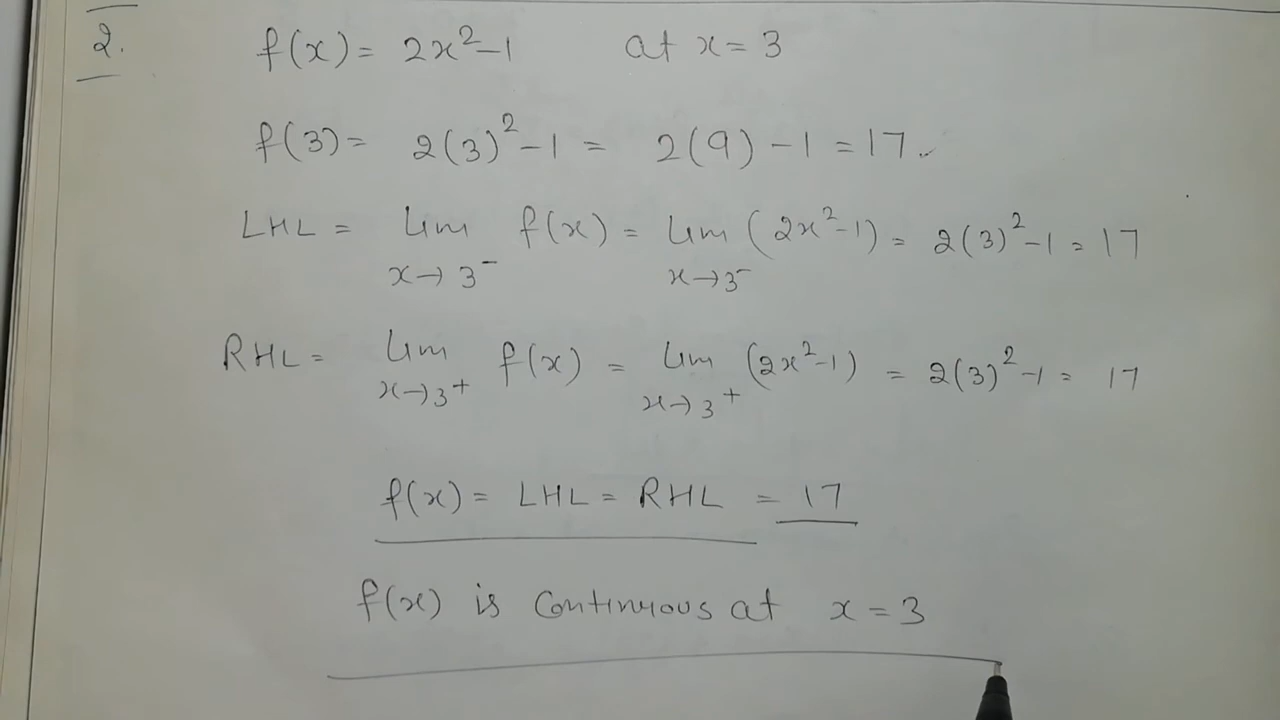 2. f(x) = 2x²-1 at x = 3
f(3) = 2(3)²-1 = 2(9) - 1 = 17.
LHL = lim f(x) = lim (2x²-1) = 2(3)²-1 = 17
x→3⁻ x→3⁻
RHL = lim f(x) = lim (2x²-1) = 2(3)²-1 = 17
x→3⁺ x→3⁺
f(x) = LHL = RHL = 17
f(x) is continuous at x = 3